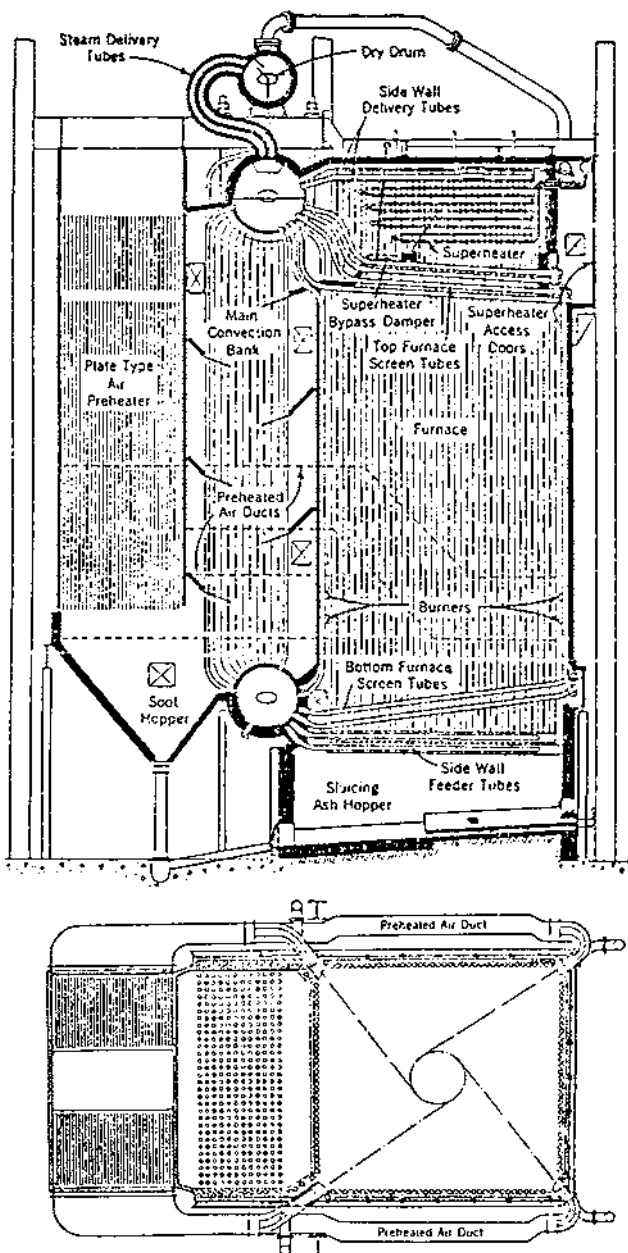 Steam Delivery
Tubes
Dry Drum
Side Wall
Delivery Tubes
Superheater
Main
Convection
Bank
Superheater
Bypass Damper
Superheater
Access
Doors
Top Furnace
Screen Tubes
Plate Type
Air
Preheater
Furnace
Preheated
Air Ducts
Burners
Bottom Furnace
Screen Tubes
Soot
Hopper
Side Wall
Feeder Tubes
Sluicing
Ash Hopper
Preheated Air Duct
Preheated Air Duct